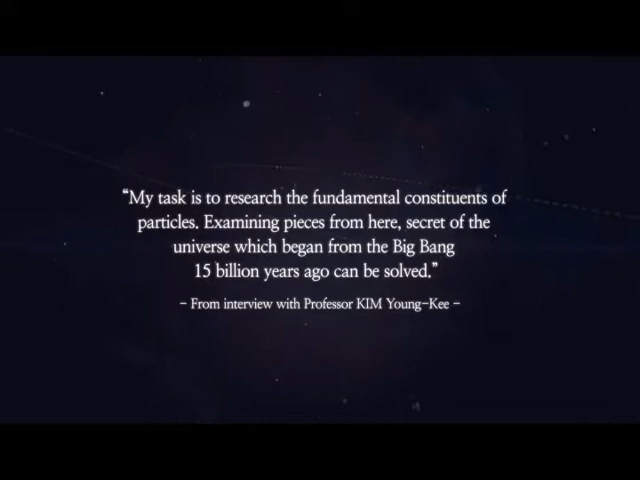 “My task is to research the fundamental constituents of
particles. Examining pieces from here, secret of the
universe which began from the Big Bang
15 billion years ago can be solved.”
- From interview with Professor KIM Young-Kee -